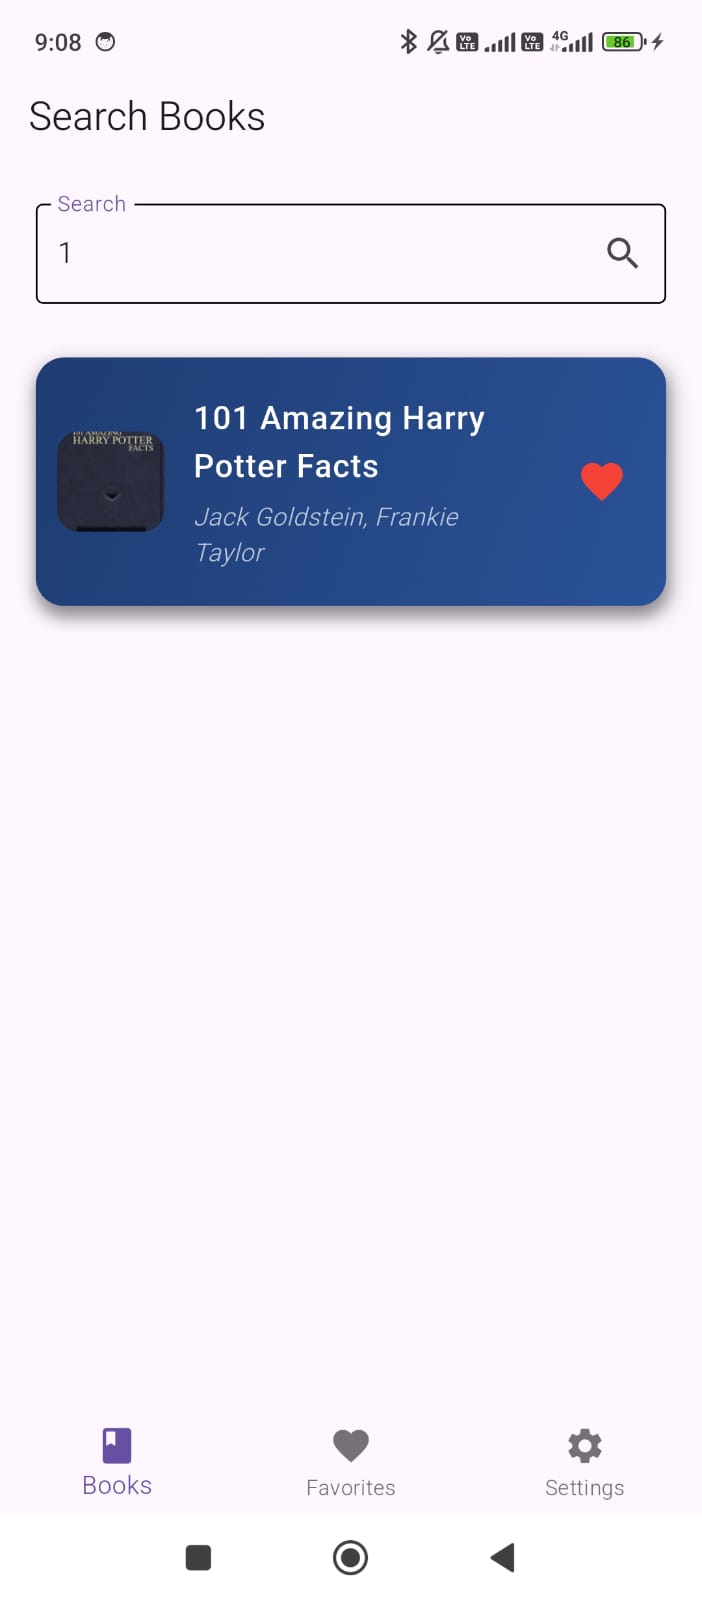 9:08
Vo LTE Vo LTE 4G 86
Search Books
Search
1
101 AMAZING
HARRY POTTER
FACTS
101 Amazing Harry
Potter Facts
Jack Goldstein, Frankie
Taylor
Books Favorites Settings